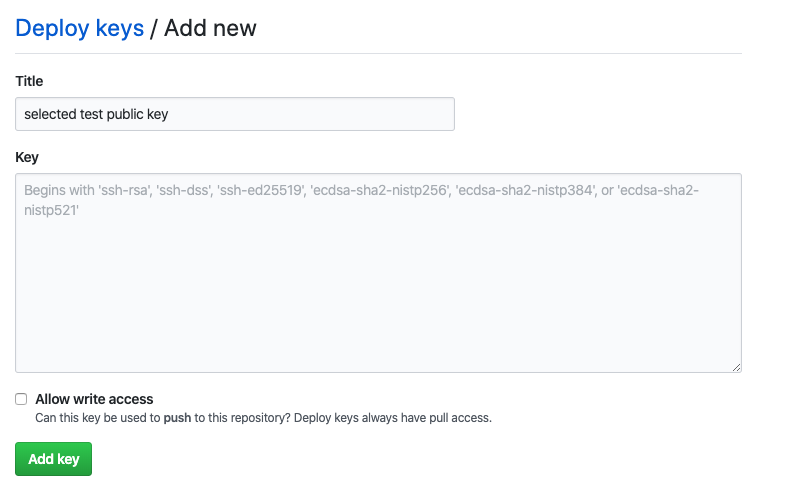 Deploy keys / Add new
Title
selected test public key
Key
Begins with 'ssh-rsa', 'ssh-dss', 'ssh-ed25519', 'ecdsa-sha2-nistp256', 'ecdsa-sha2-nistp384', or 'ecdsa-sha2-
nistp521'
Allow write access
Can this key be used to push to this repository? Deploy keys always have pull access.
Add key